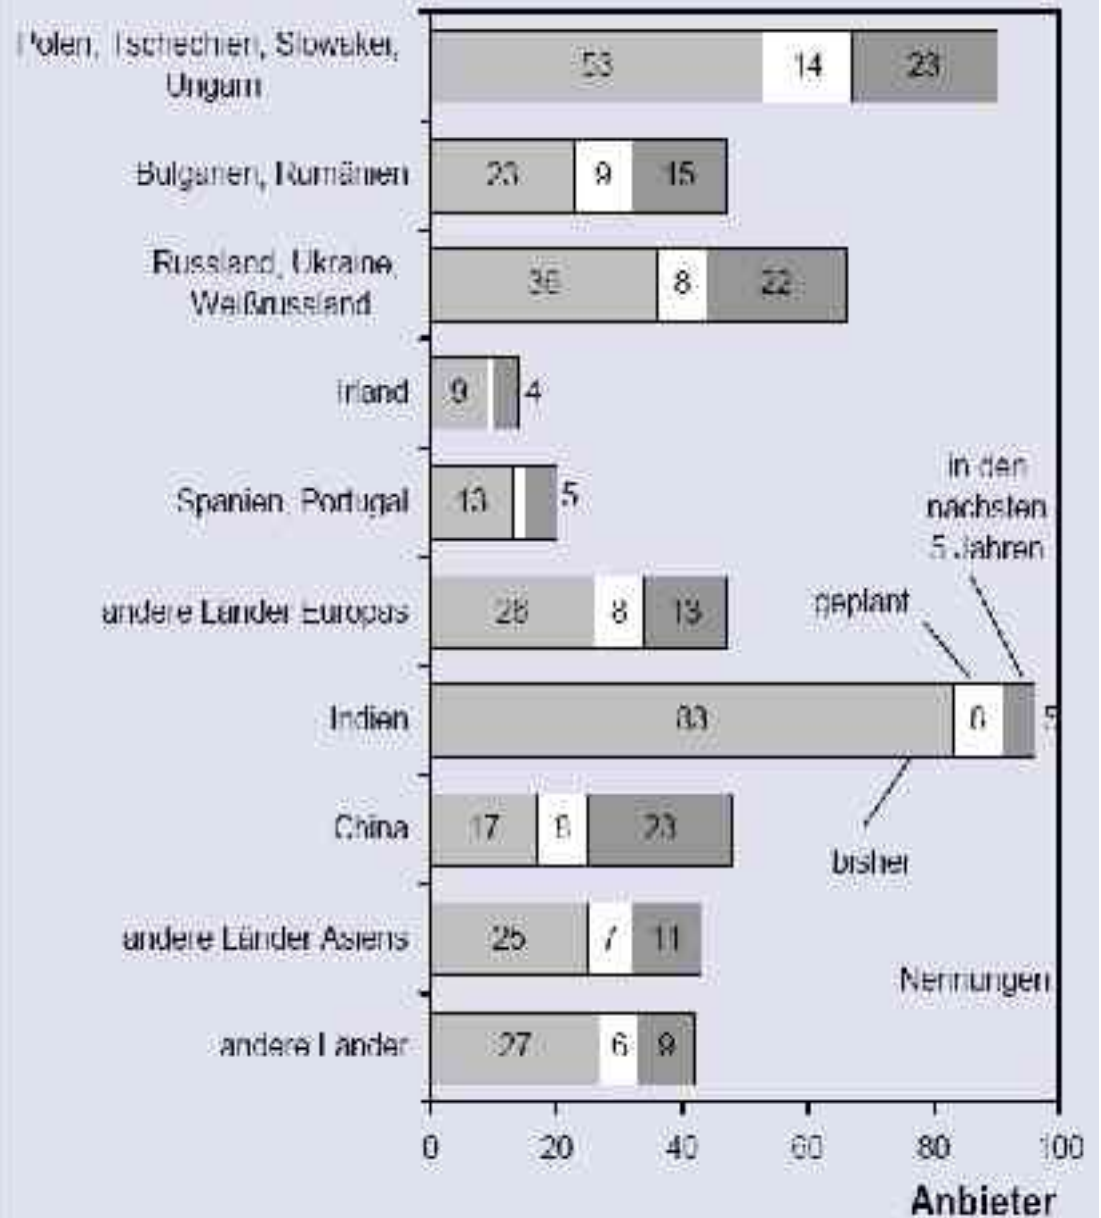 Polen, Tschechien, Slowakei,
Ungarn
53 14 23
Bulgarien, Rumänien
23 9 15
Russland, Ukraine,
Weißrussland
36 8 22
Irland
9 4
Spanien, Portugal
13 5
in den
nächsten
5 Jahren
geplant
andere Länder Europas
26 8 13
Indien
83 8 5
bisher
China
17 8 23
andere Länder Asiens
25 7 11
Nennungen
andere Länder
27 6 9
0 20 40 60 80 100
Anbieter